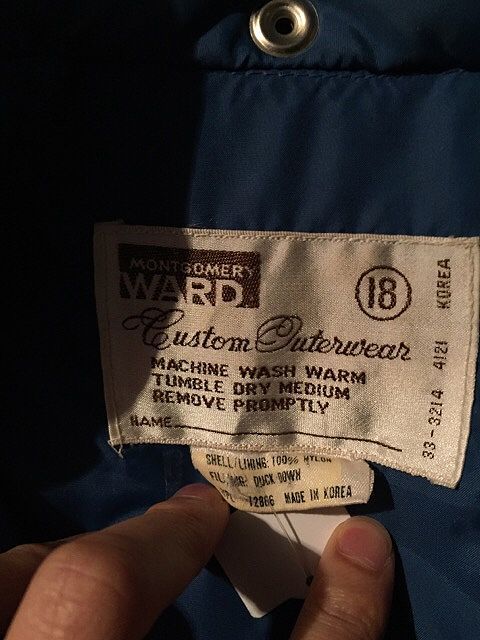 MONTGOMERY
WARD
18
Custom Outerwear
MACHINE WASH WARM
TUMBLE DRY MEDIUM
REMOVE PROMPTLY
NAME
33-3214 4121 KOREA
SHELL/LINING 100% NYLON
DUCK DOWN
12866 MADE IN KOREA